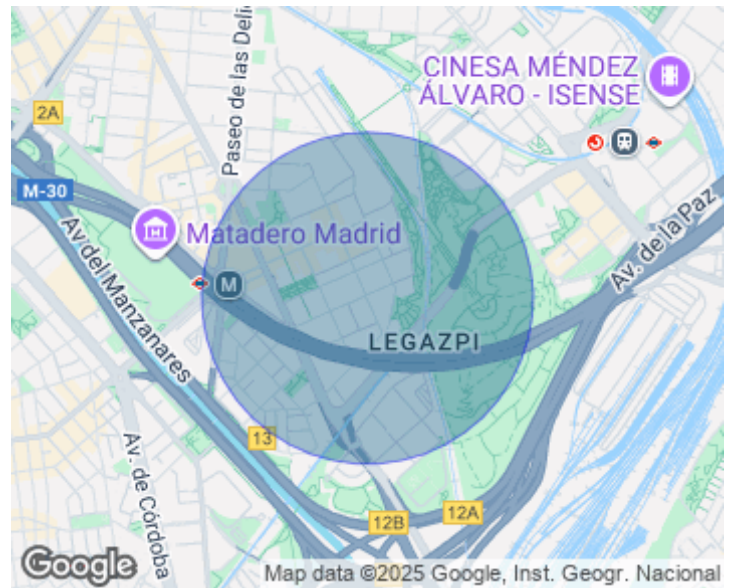 CINESA MÉNDEZ
ÁLVARO - ISENSE
2A
Paseo de las Deli
M-30
Matadero Madrid
M
Av. de la Paz
Av del Manzanares
LEGAZPI
13
Av. de Córdoba
12B
12A
Google
Map data ©2025 Google, Inst. Geogr. Nacional